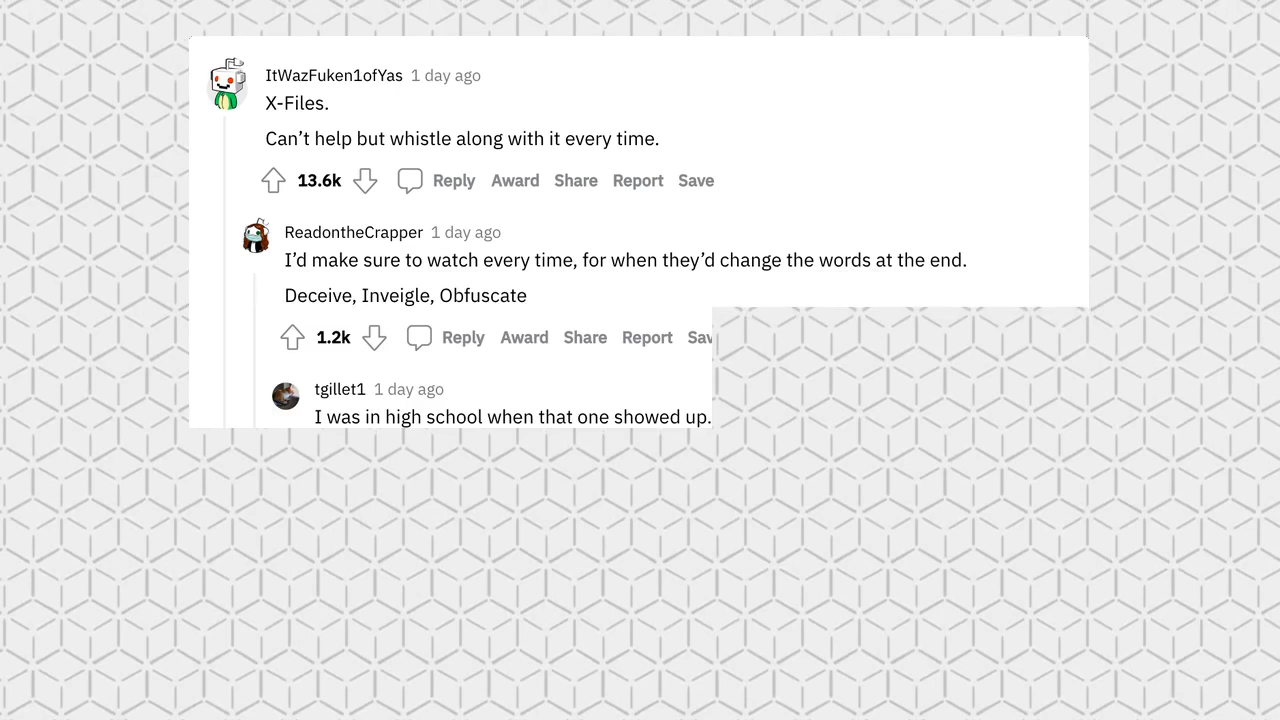 ItWazFuken1ofYas 1 day ago
X-Files.
Can’t help but whistle along with it every time.
13.6k Reply Award Share Report Save
ReadontheCrapper 1 day ago
I’d make sure to watch every time, for when they’d change the words at the end.
Deceive, Inveigle, Obfuscate
1.2k Reply Award Share Report Sav
tgillet1 1 day ago
I was in high school when that one showed up.